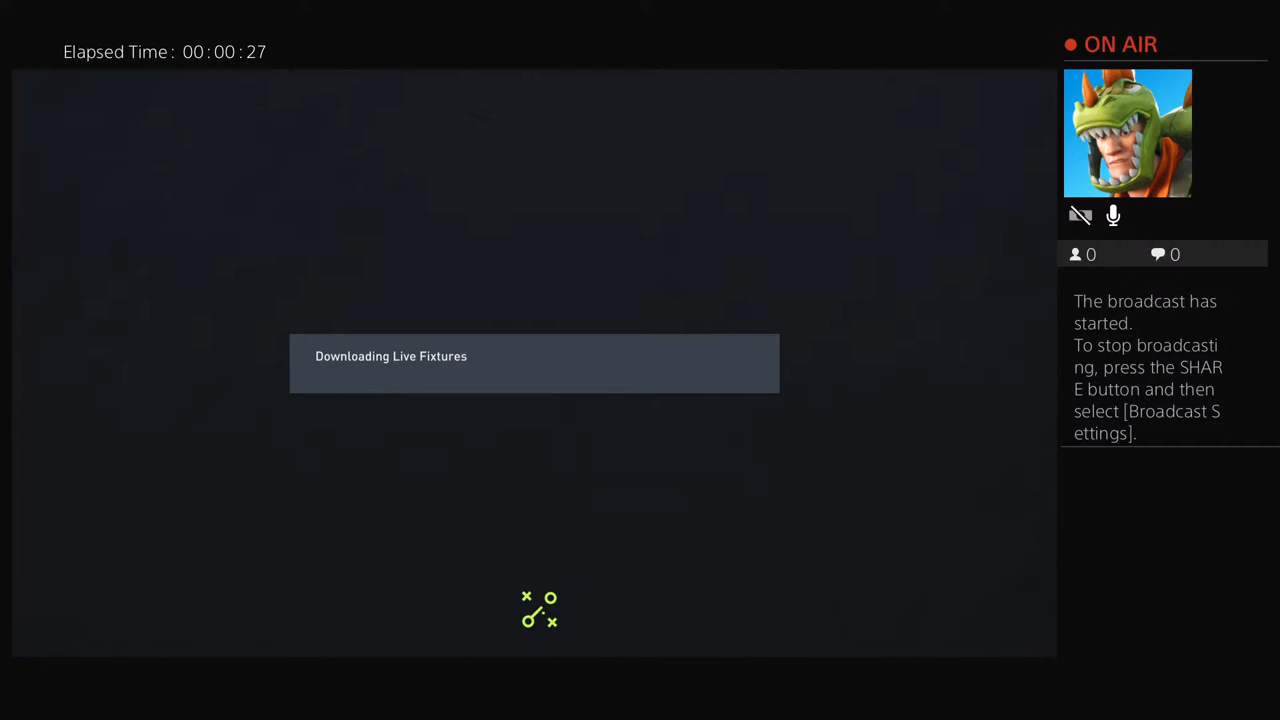 Elapsed Time: 00:00:27
ON AIR
0 0
The broadcast has
started.
To stop broadcasti
ng, press the SHAR
E button and then
select [Broadcast S
ettings].
Downloading Live Fixtures